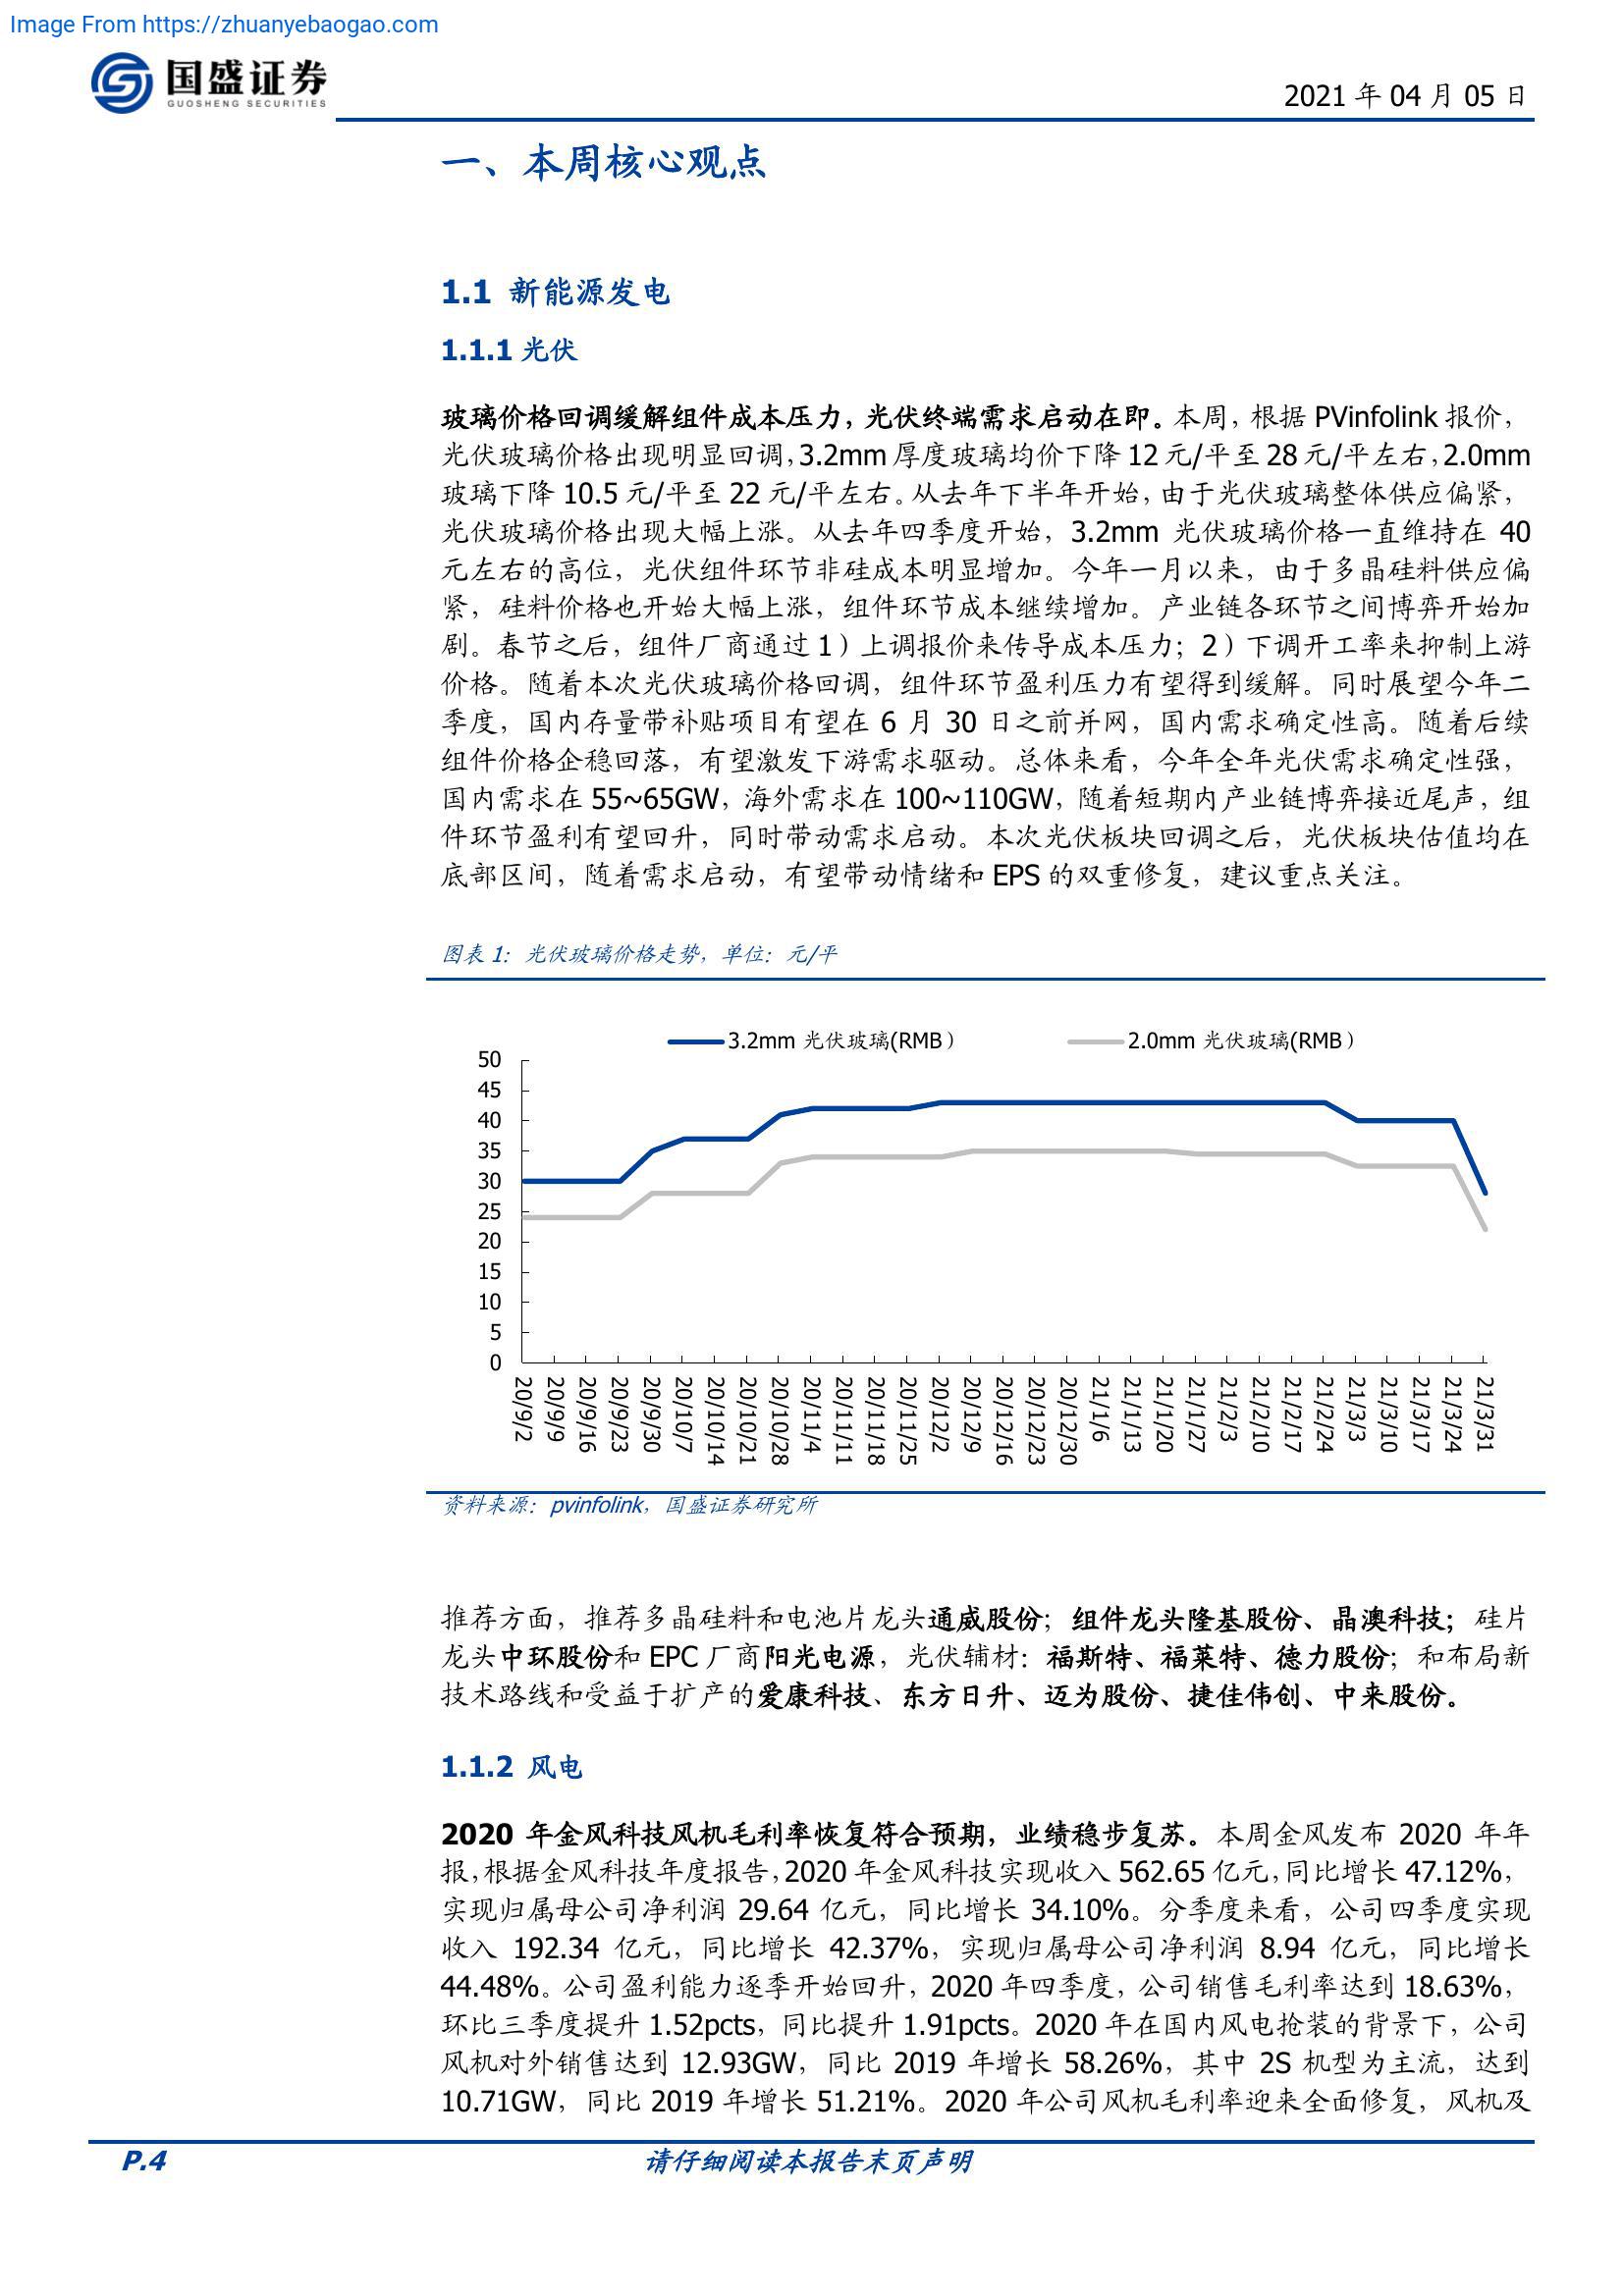 Image From https://zhuanyebaogao.com
国盛证券
GUOSHENG SECURITIES
2021 年 04 月 05 日
一、本周核心观点
1.1 新能源发电
1.1.1 光伏
玻璃价格回调缓解组件成本压力，光伏终端需求启动在即。本周，根据 PVinfolink 报价，
光伏玻璃价格出现明显回调，3.2mm 厚度玻璃均价下降 12 元/平至 28 元/平左右，2.0mm
玻璃下降 10.5 元/平至 22 元/平左右。从去年下半年开始，由于光伏玻璃整体供应偏紧，
光伏玻璃价格出现大幅上涨。从去年四季度开始，3.2mm 光伏玻璃价格一直维持在 40
元左右的高位，光伏组件环节非硅成本明显增加。今年一月以来，由于多晶硅料供应偏
紧，硅料价格也开始大幅上涨，组件环节成本继续增加。产业链各环节之间博弈开始加
剧。春节之后，组件厂商通过 1）上调报价来传导成本压力；2）下调开工率来抑制上游
价格。随着本次光伏玻璃价格回调，组件环节盈利压力有望得到缓解。同时展望今年二
季度，国内存量带补贴项目有望在 6 月 30 日之前并网，国内需求确定性高。随着后续
组件价格企稳回落，有望激发下游需求驱动。总体来看，今年全年光伏需求确定性强，
国内需求在 55~65GW，海外需求在 100~110GW，随着短期内产业链博弈接近尾声，组
件环节盈利有望回升，同时带动需求启动。本次光伏板块回调之后，光伏板块估值均在
底部区间，随着需求启动，有望带动情绪和 EPS 的双重修复，建议重点关注。
图表 1：光伏玻璃价格走势，单位：元/平
3.2mm 光伏玻璃(RMB）
2.0mm 光伏玻璃(RMB）
50
45
40
35
30
25
20
15
10
5
0
20/9/2
20/9/9
20/9/16
20/9/23
20/9/30
20/10/7
20/10/14
20/10/21
20/10/28
20/11/4
20/11/11
20/11/18
20/11/25
20/12/2
20/12/9
20/12/16
20/12/23
20/12/30
21/1/6
21/1/13
21/1/20
21/1/27
21/2/3
21/2/10
21/2/17
21/2/24
21/3/3
21/3/10
21/3/17
21/3/24
21/3/31
资料来源：pvinfolink，国盛证券研究所
推荐方面，推荐多晶硅料和电池片龙头通威股份；组件龙头隆基股份、晶澳科技；硅片
龙头中环股份和 EPC 厂商阳光电源，光伏辅材：福斯特、福莱特、德力股份；和布局新
技术路线和受益于扩产的爱康科技、东方日升、迈为股份、捷佳伟创、中来股份。
1.1.2 风电
2020 年金风科技风机毛利率恢复符合预期，业绩稳步复苏。本周金风发布 2020 年年
报，根据金风科技年度报告，2020 年金风科技实现收入 562.65 亿元，同比增长 47.12%，
实现归属母公司净利润 29.64 亿元，同比增长 34.10%。分季度来看，公司四季度实现
收入 192.34 亿元，同比增长 42.37%，实现归属母公司净利润 8.94 亿元，同比增长
44.48%。公司盈利能力逐季开始回升，2020 年四季度，公司销售毛利率达到 18.63%，
环比三季度提升 1.52pcts，同比提升 1.91pcts。2020 年在国内风电抢装的背景下，公司
风机对外销售达到 12.93GW，同比 2019 年增长 58.26%，其中 2S 机型为主流，达到
10.71GW，同比 2019 年增长 51.21%。2020 年公司风机毛利率迎来全面修复，风机及
P.4
请仔细阅读本报告末页声明